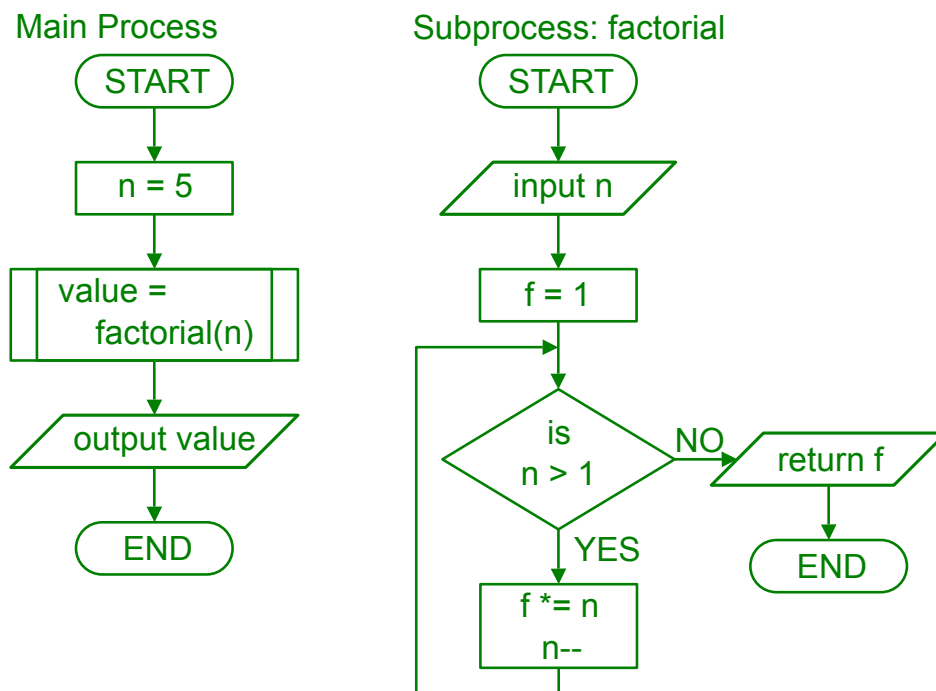 Main Process
START
n = 5
value =
factorial(n)
output value
END
Subprocess: factorial
START
input n
f = 1
is
n > 1
NO
return f
END
YES
f *= n
n--